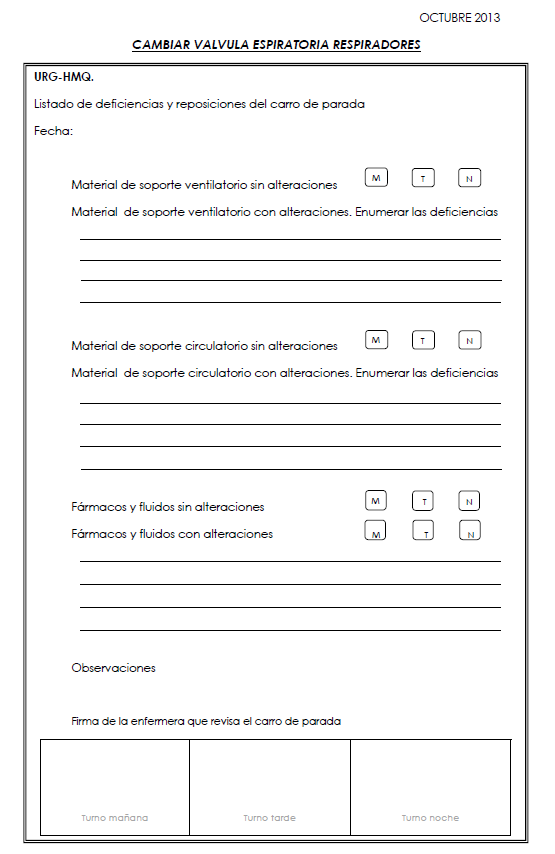 OCTUBRE 2013
CAMBIAR VALVULA ESPIRATORIA RESPIRADORES
URG-HMQ.
Listado de deficiencias y reposiciones del carro de parada
Fecha:
Material de soporte ventilatorio sin alteraciones M T N
Material de soporte ventilatorio con alteraciones. Enumerar las deficiencias
Material de soporte circulatorio sin alteraciones M T N
Material de soporte circulatorio con alteraciones. Enumerar las deficiencias
Fármacos y fluidos sin alteraciones M T N
Fármacos y fluidos con alteraciones M T N
Observaciones
Firma de la enfermera que revisa el carro de parada
Turno mañana Turno tarde Turno noche